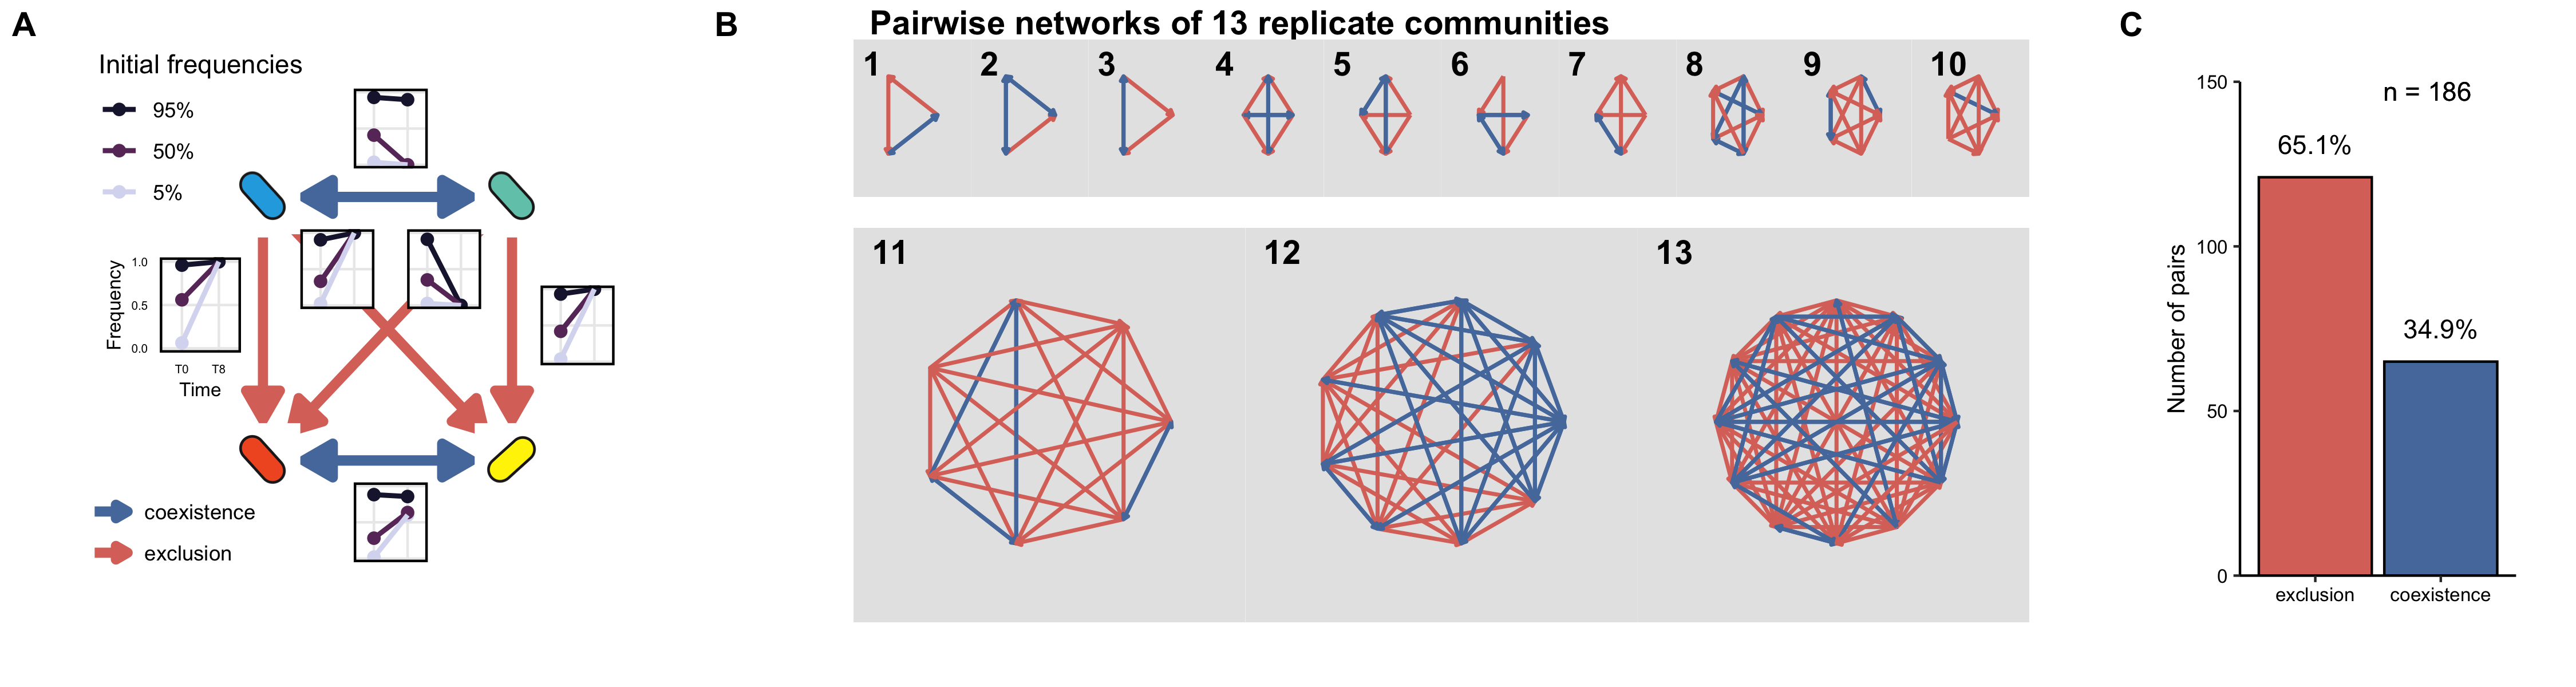 A
Initial frequencies
95%
50%
5%
Frequency
1.0
0.5
0.0
T0 T8
Time
coexistence
exclusion
B
Pairwise networks of 13 replicate communities
1 2 3 4 5 6 7 8 9 10
11 12 13
C
n = 186
65.1%
34.9%
Number of pairs
150
100
50
0
exclusion coexistence